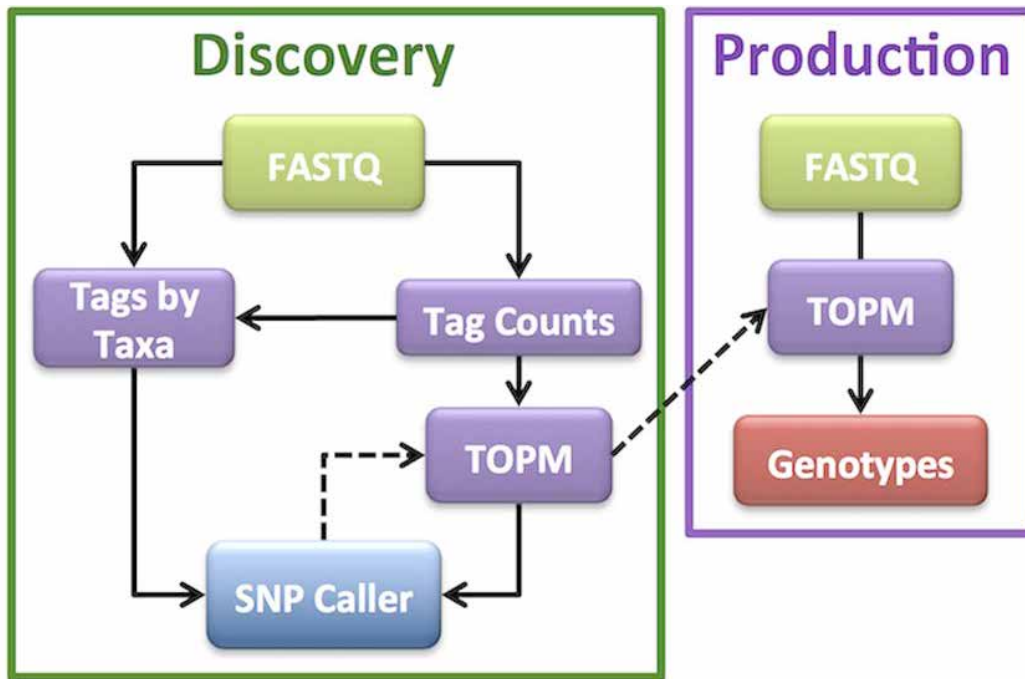 Discovery
FASTQ
Tags by
Taxa
Tag Counts
TOPM
SNP Caller
Production
FASTQ
TOPM
Genotypes